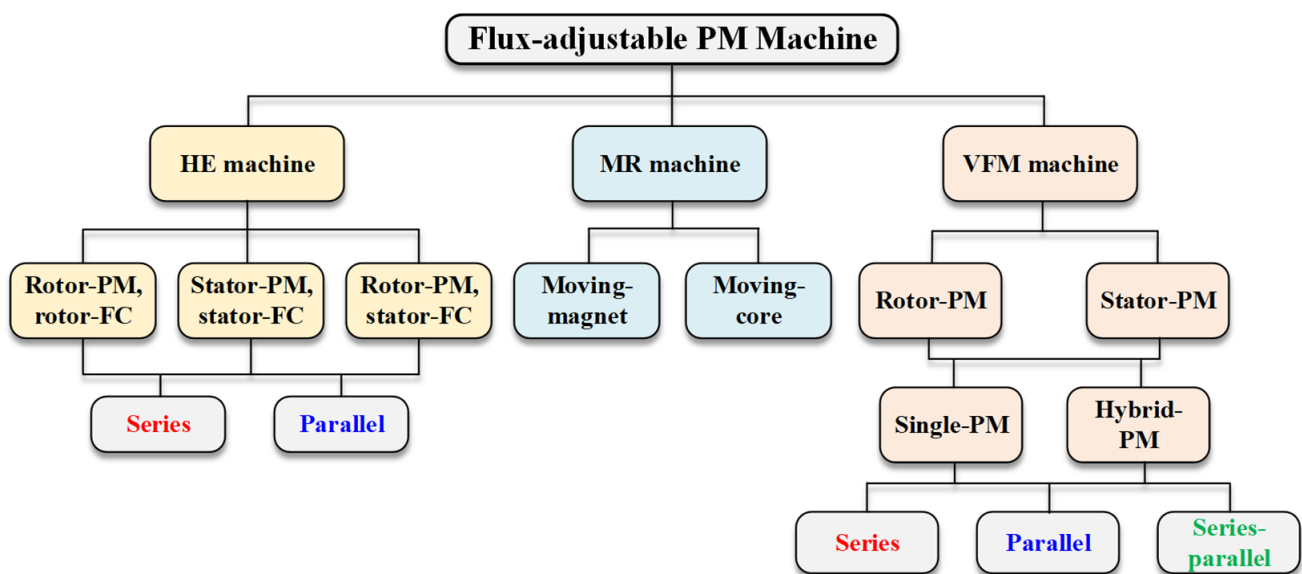 Flux-adjustable PM Machine
HE machine
MR machine
VFM machine
Rotor-PM,
rotor-FC
Stator-PM,
stator-FC
Rotor-PM,
stator-FC
Moving-
magnet
Moving-
core
Rotor-PM
Stator-PM
Series
Parallel
Single-PM
Hybrid-
PM
Series
Parallel
Series-
parallel